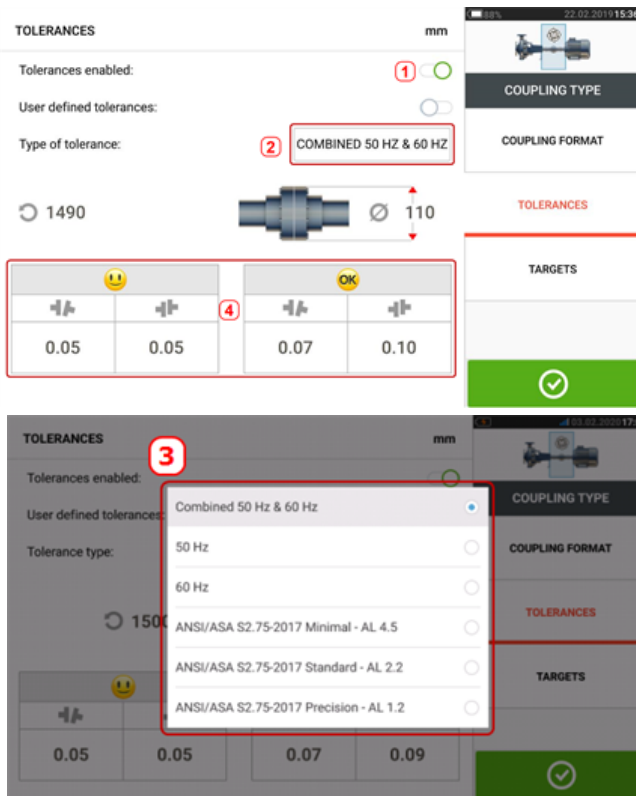 88% 22.02.2019 15:36
TOLERANCES mm
Tolerances enabled: 1
COUPLING TYPE
User defined tolerances:
Type of tolerance: 2 COMBINED 50 HZ & 60 HZ
COUPLING FORMAT
1490 110
TOLERANCES
OK
4
TARGETS
0.05 0.05 0.07 0.10
03.02.2020 17:
TOLERANCES mm
3
Tolerances enabled:
COUPLING TYPE
User defined tolerances:
Tolerance type:
Combined 50 Hz & 60 Hz
50 Hz
60 Hz
ANSI/ASA S2.75-2017 Minimal - AL 4.5
ANSI/ASA S2.75-2017 Standard - AL 2.2
ANSI/ASA S2.75-2017 Precision - AL 1.2
COUPLING FORMAT
1500
TOLERANCES
TARGETS
0.05 0.05 0.07 0.09